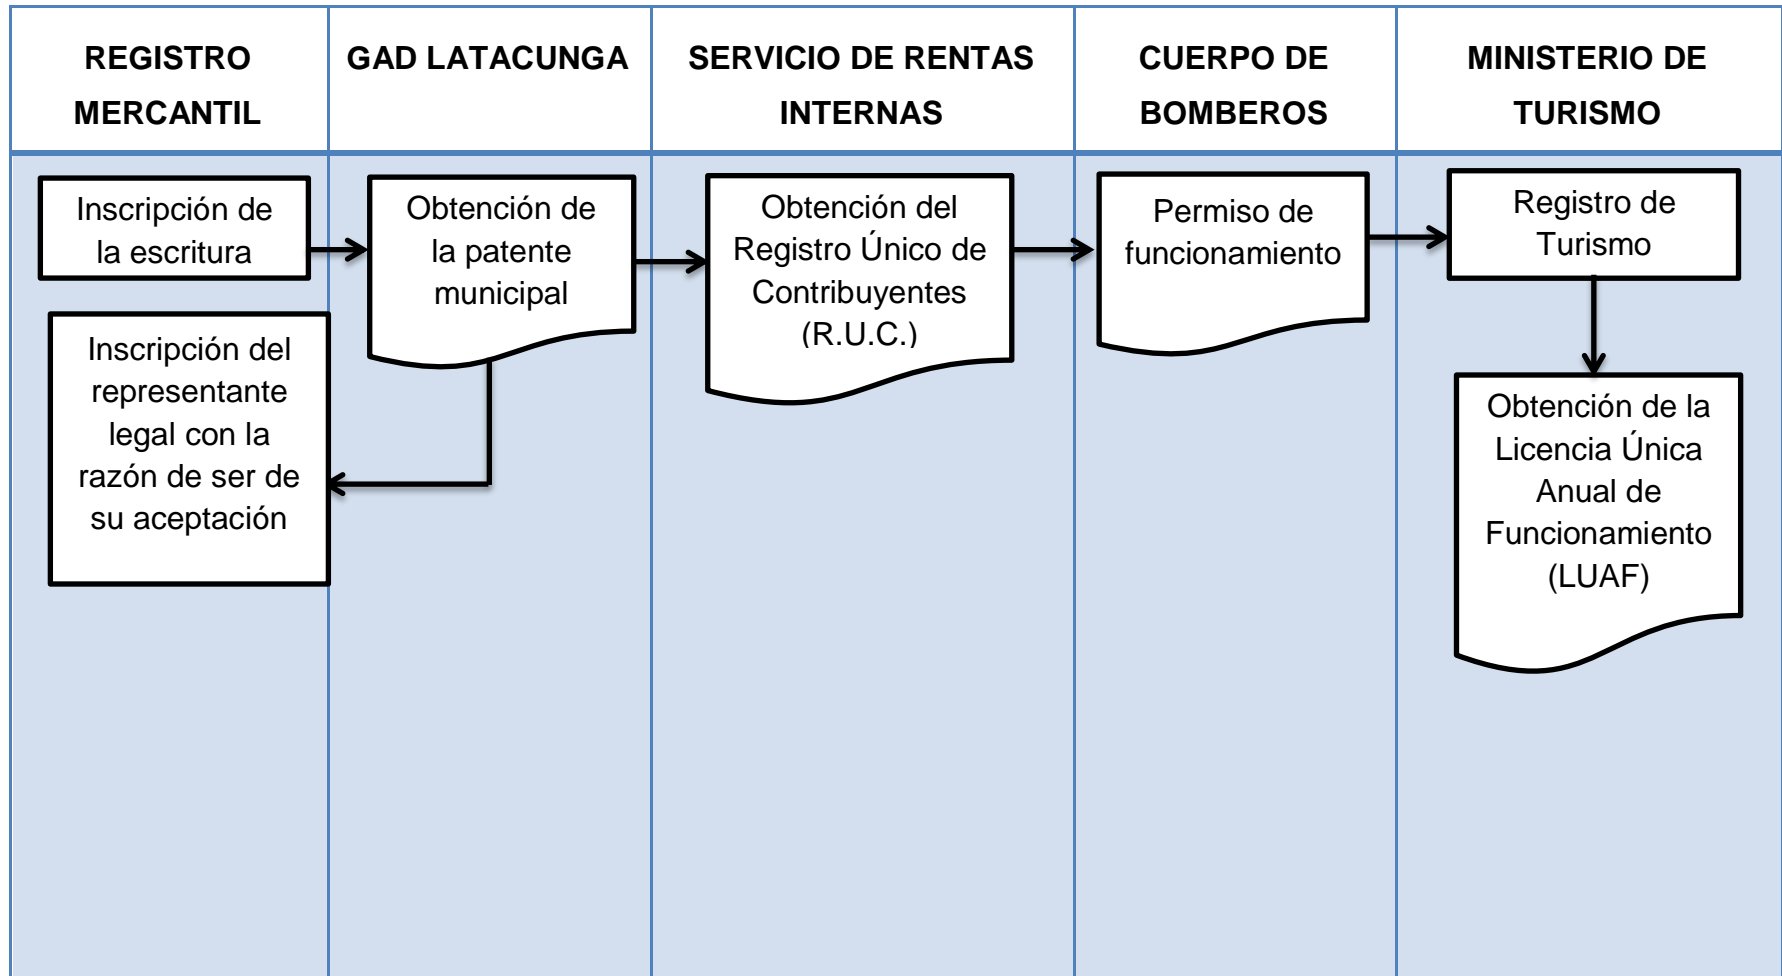 REGISTRO
MERCANTIL
GAD LATACUNGA
SERVICIO DE RENTAS
INTERNAS
CUERPO DE
BOMBEROS
MINISTERIO DE
TURISMO
Inscripción de
la escritura
Inscripción del
representante
legal con la
razón de ser de
su aceptación
Obtención de
la patente
municipal
Obtención del
Registro Único de
Contribuyentes
(R.U.C.)
Permiso de
funcionamiento
Registro de
Turismo
Obtención de la
Licencia Única
Anual de
Funcionamiento
(LUAF)